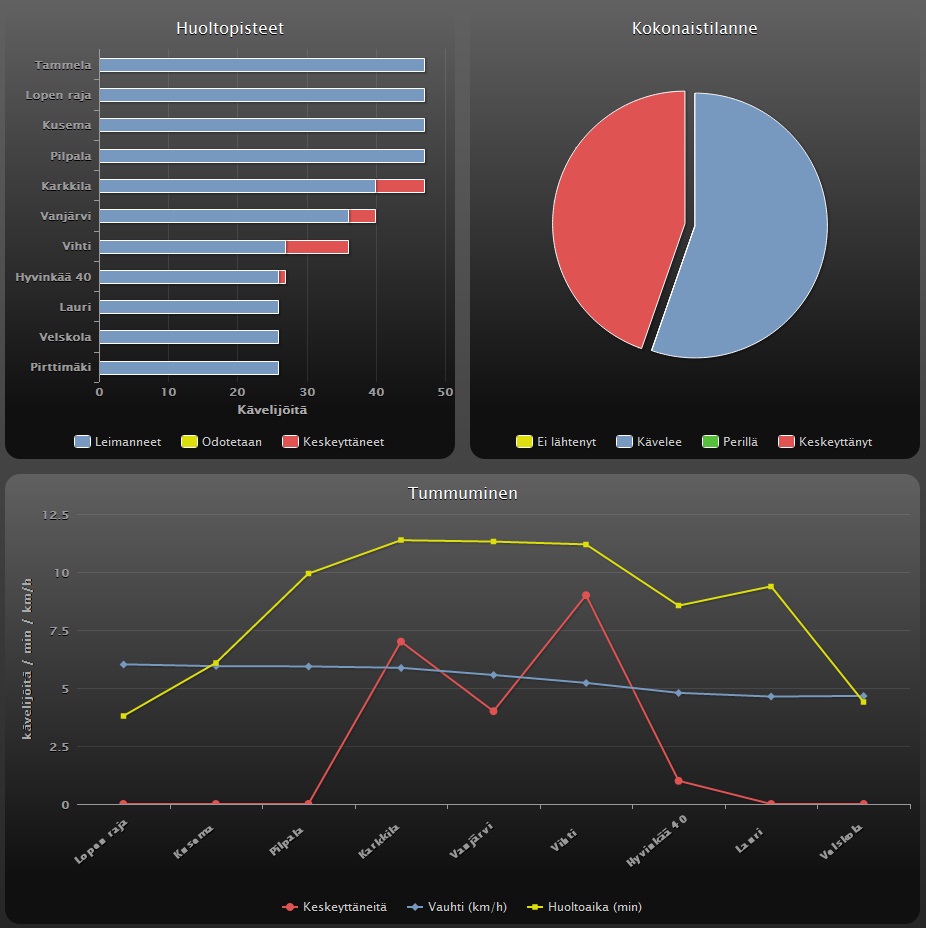 Huoltopisteet
Tammela
Lopen raja
Kusema
Pilpala
Karkkila
Vanjärvi
Vihti
Hyvinkää 40
Lauri
Velskola
Pirttimäki
0 10 20 30 40 50
Kävelijöitä
Leimanneet Odotetaan Keskeyttäneet
Kokonaistilanne
Ei lähtenyt Kävelee Perillä Keskeyttänyt
Tummuminen
kävelijöitä / min / km/h
12.5
10
7.5
5
2.5
0
Lopen raja Kusema Pilpala Karkkila Vanjärvi Vihti Hyvinkää 40 Lauri Velskola
Keskeyttäneitä Vauhti (km/h) Huoltoaika (min)